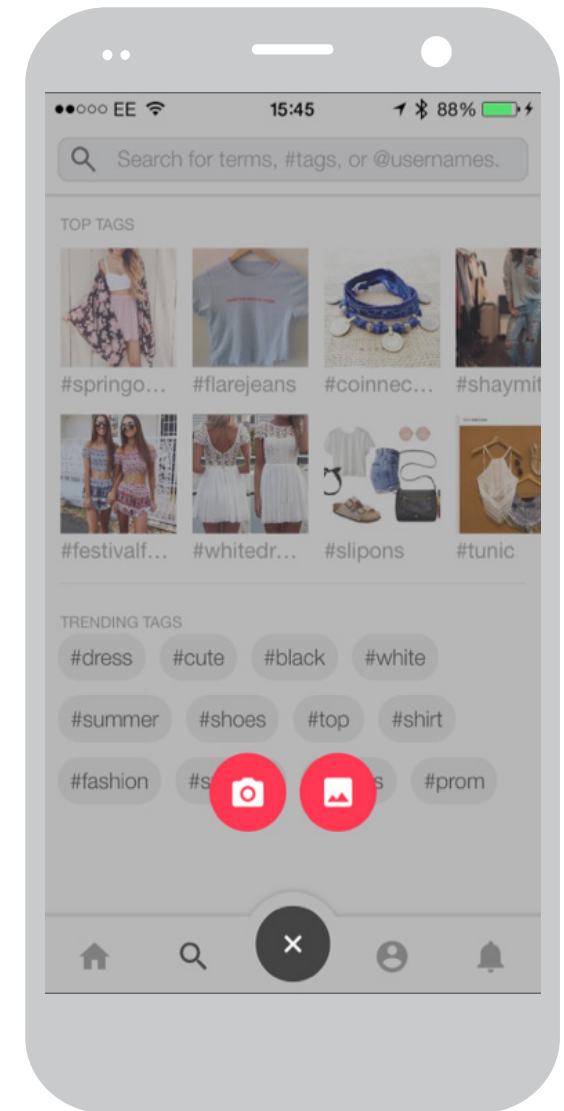 EE 15:45 88%
Search for terms, #tags, or @usernames.
TOP TAGS
#springo... #flarejeans #coinnec... #shaymit
#festivalf... #whitedr... #slipons #tunic
TRENDING TAGS
#dress #cute #black #white
#summer #shoes #top #shirt
#fashion #s s #prom